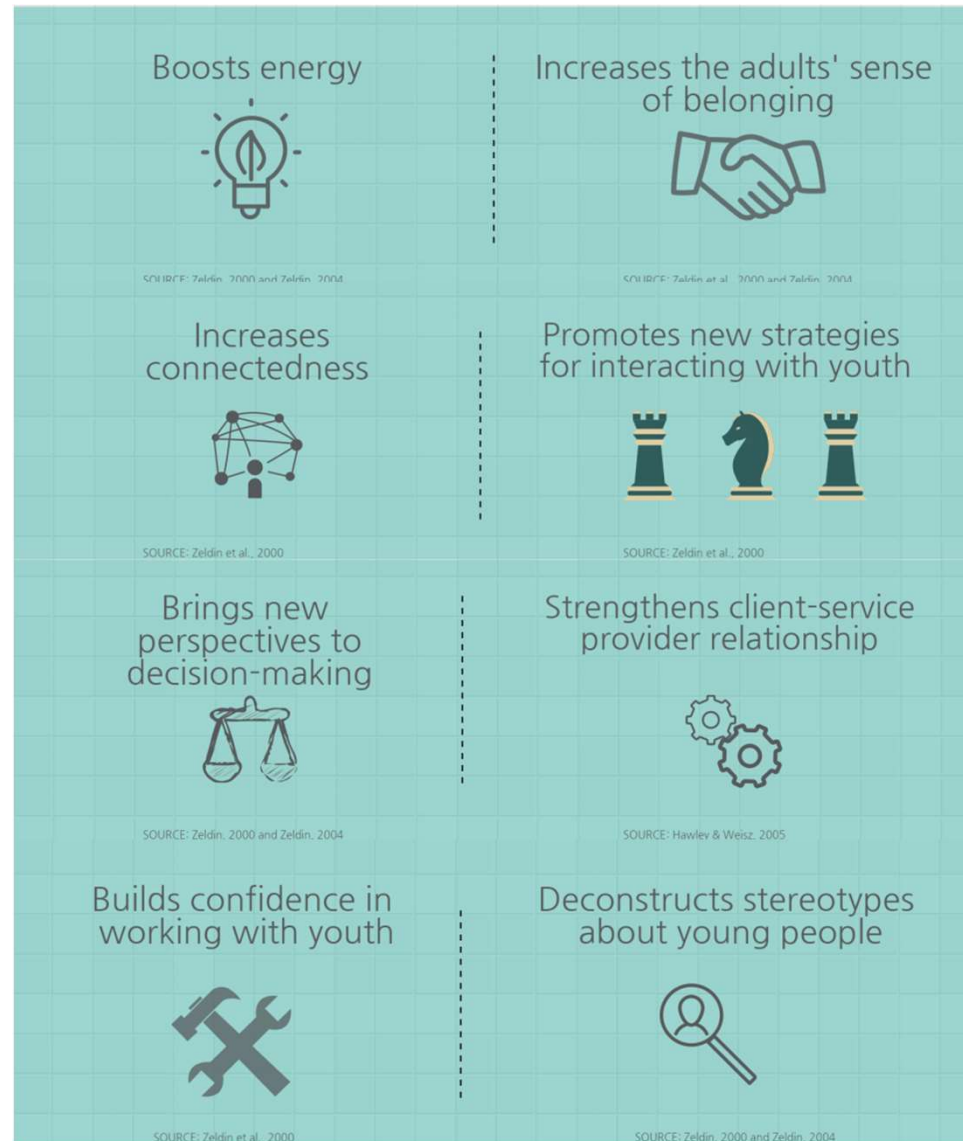 Boosts energy
Increases the adults' sense
of belonging
SOURCE: Zeldin, 2000 and Zeldin, 2004
SOURCE: Zeldin et al., 2000 and Zeldin, 2004
Increases
connectedness
Promotes new strategies
for interacting with youth
SOURCE: Zeldin et al., 2000
SOURCE: Zeldin et al., 2000
Brings new
perspectives to
decision-making
Strengthens client-service
provider relationship
SOURCE: Zeldin, 2000 and Zeldin, 2004
SOURCE: Hawley & Weisz, 2005
Builds confidence in
working with youth
Deconstructs stereotypes
about young people
SOURCE: Zeldin et al., 2000
SOURCE: Zeldin, 2000 and Zeldin, 2004